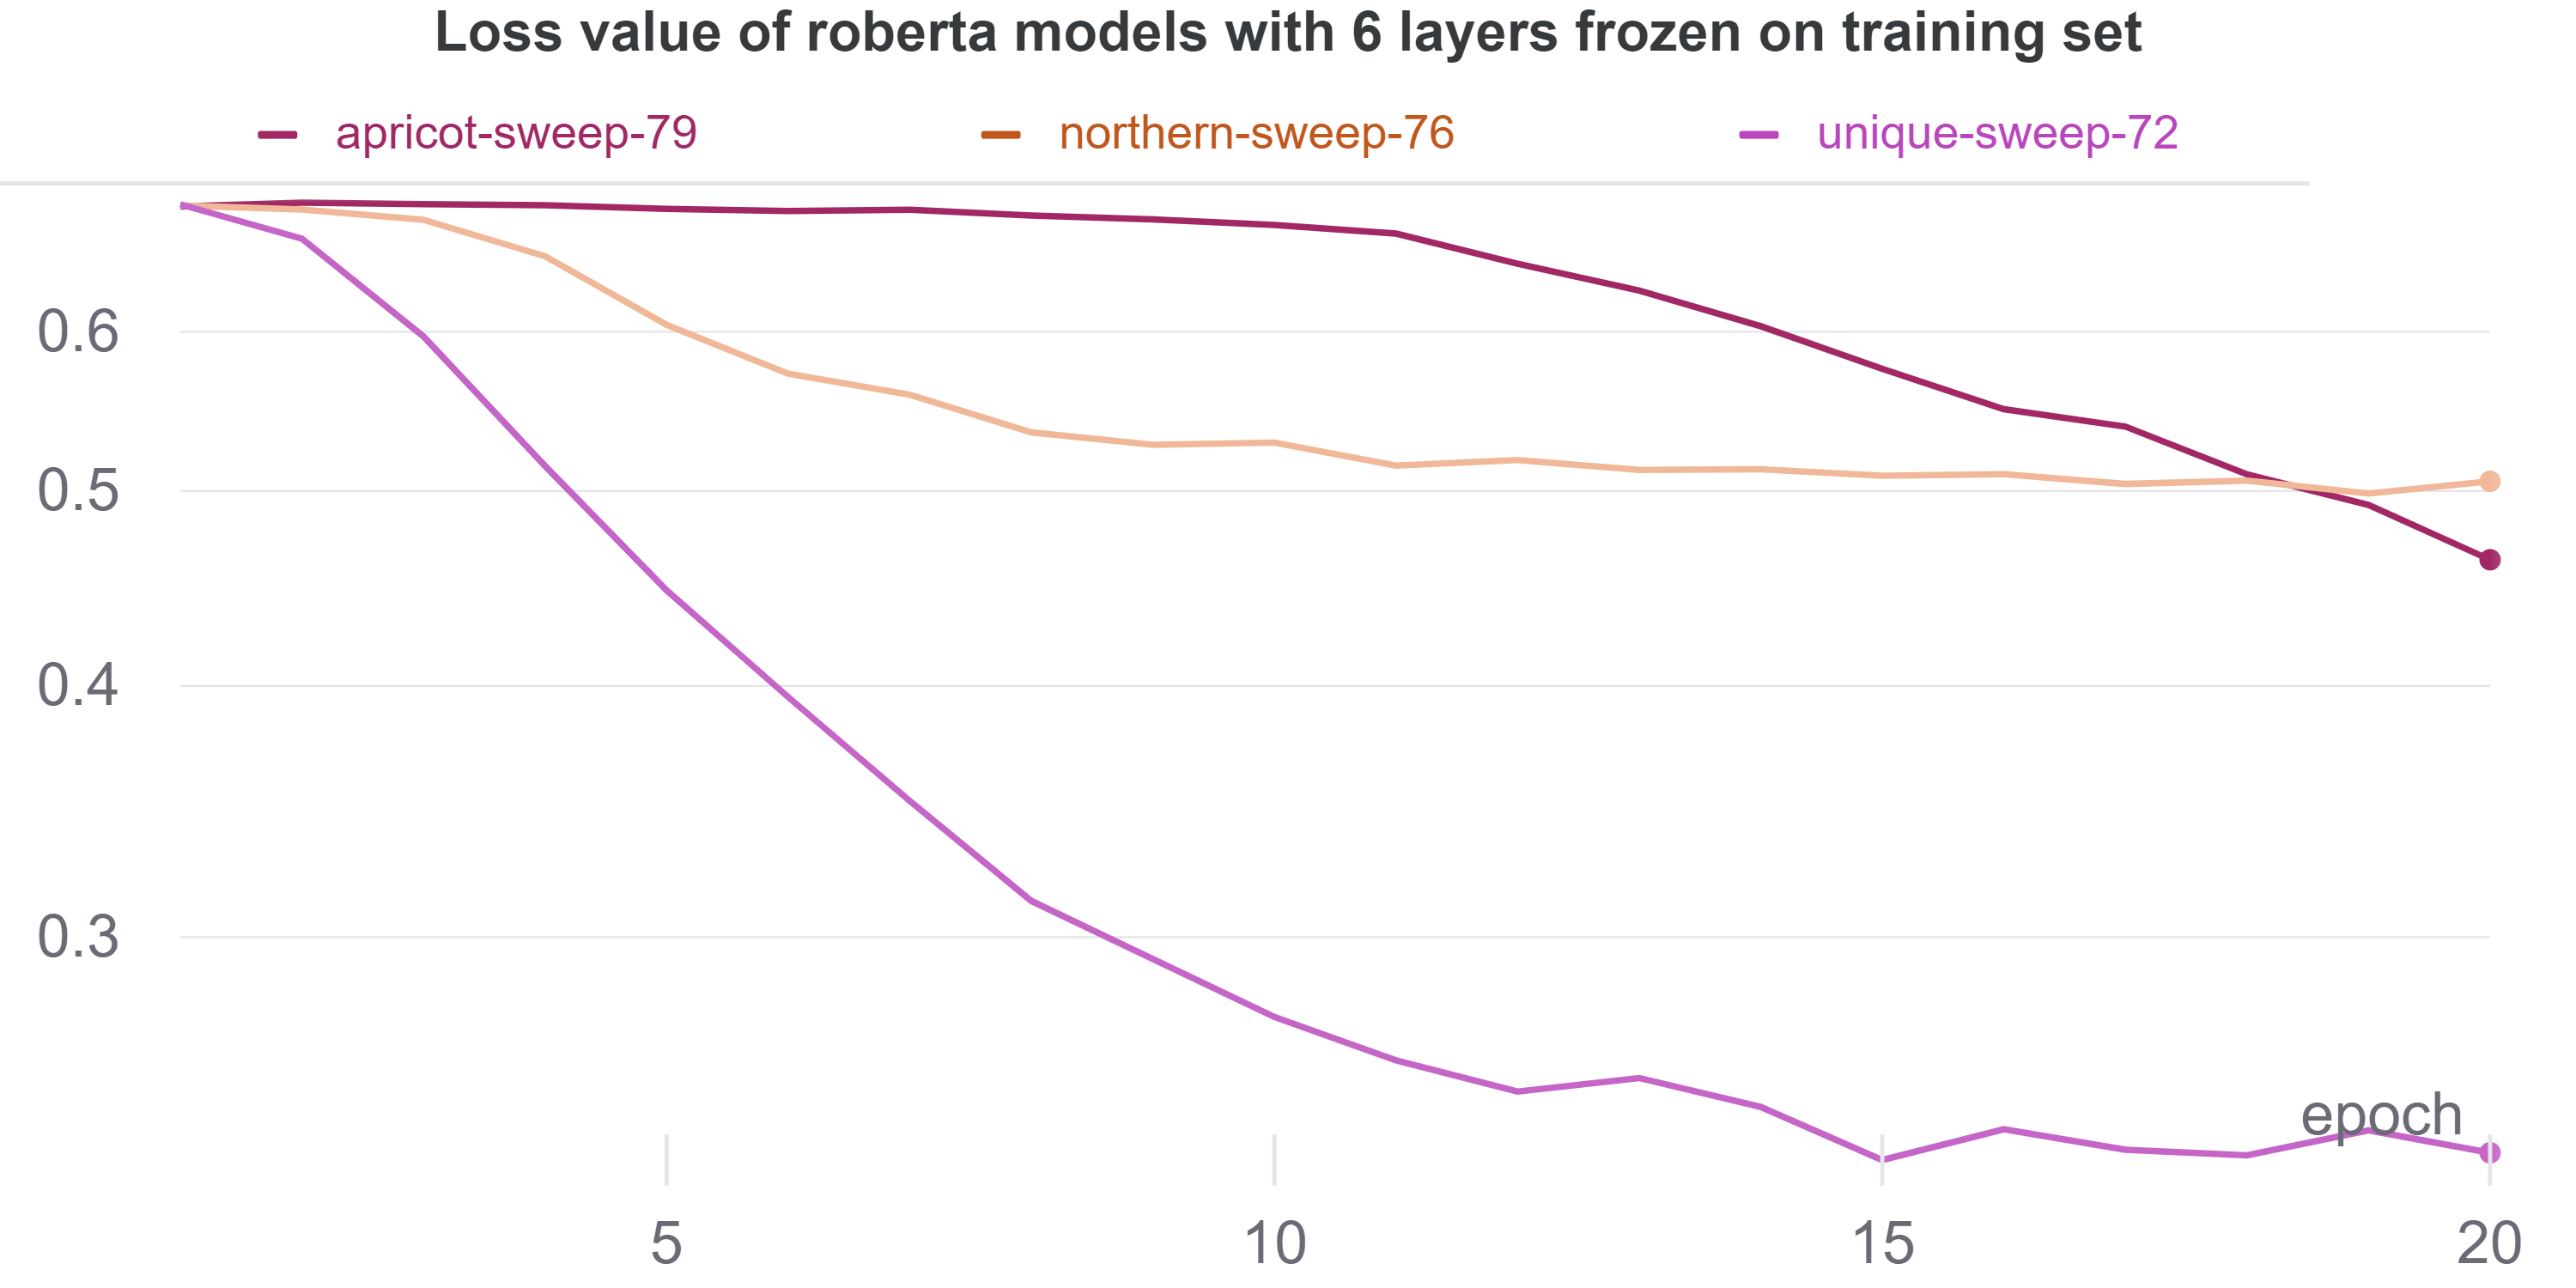 Loss value of roberta models with 6 layers frozen on training set
apricot-sweep-79 northern-sweep-76 unique-sweep-72
0.6
0.5
0.4
0.3
epoch
5 10 15 20